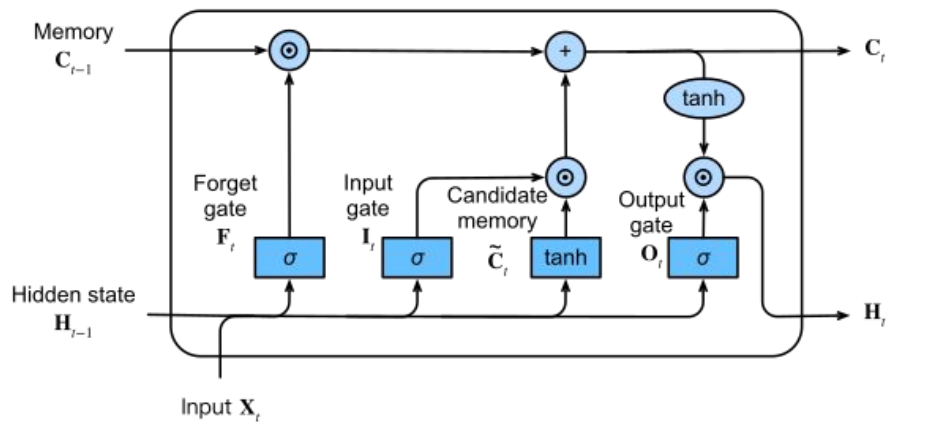 Memory
C_{t−1}
⊙
+
C_t
tanh
Forget
gate
F_t
Input
gate
I_t
Candidate
memory
C̃_t
⊙
Output
gate
O_t
⊙
σ
σ
tanh
σ
Hidden state
H_{t−1}
H_t
Input X_t